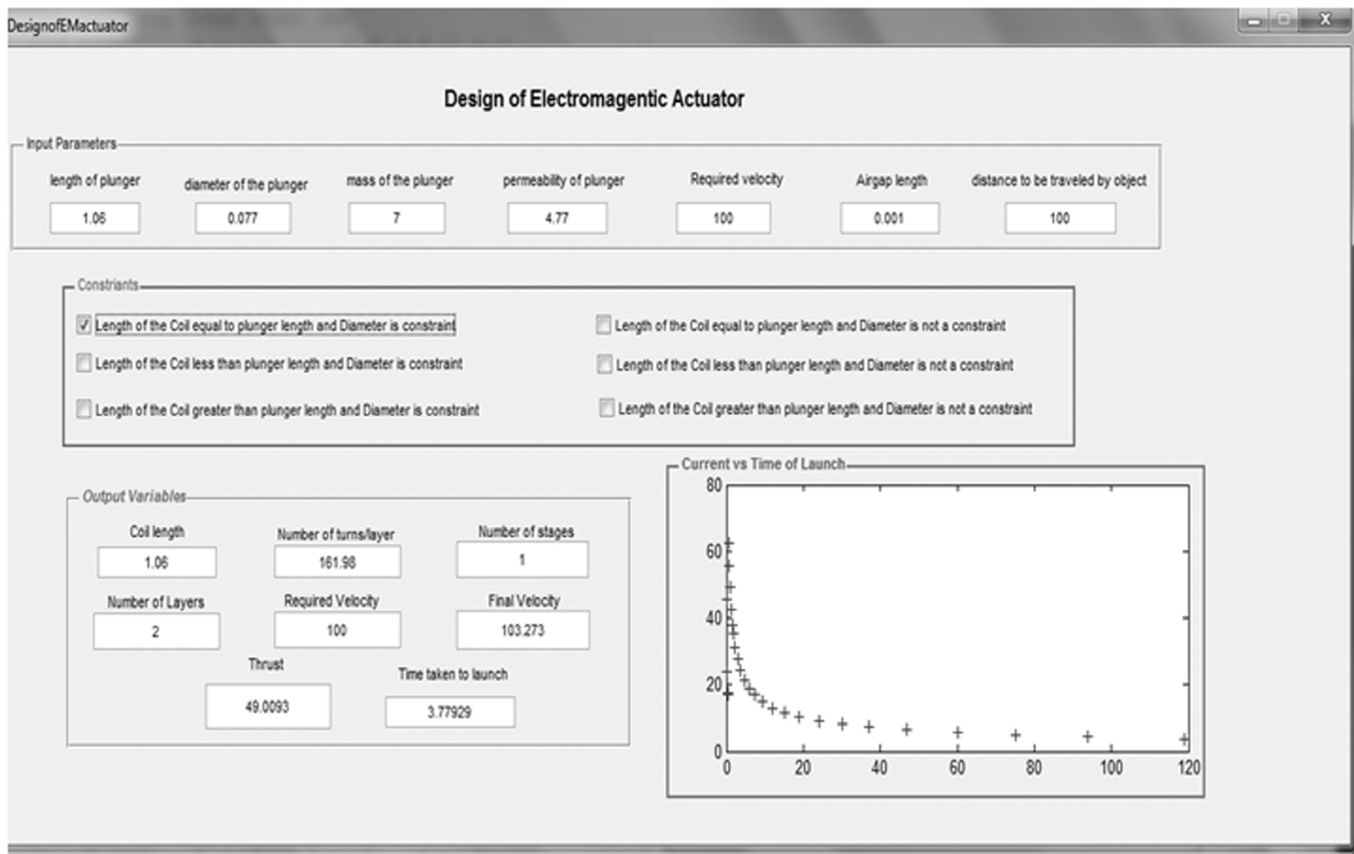 DesignofEMactuator
Design of Electromagentic Actuator
Input Parameters
length of plunger
diameter of the plunger
mass of the plunger
permeability of plunger
Required velocity
Airgap length
distance to be traveled by object
1.06
0.077
7
4.77
100
0.001
100
Constriants
Length of the Coil equal to plunger length and Diameter is constraint
Length of the Coil equal to plunger length and Diameter is not a constraint
Length of the Coil less than plunger length and Diameter is constraint
Length of the Coil less than plunger length and Diameter is not a constraint
Length of the Coil greater than plunger length and Diameter is constraint
Length of the Coil greater than plunger length and Diameter is not a constraint
Output Variables
Coil length
Number of turns/layer
Number of stages
1.06
161.98
1
Number of Layers
Required Velocity
Final Velocity
2
100
103.273
Thrust
Time taken to launch
49.0093
3.77929
Current vs Time of Launch
80
60
40
20
0
0 20 40 60 80 100 120